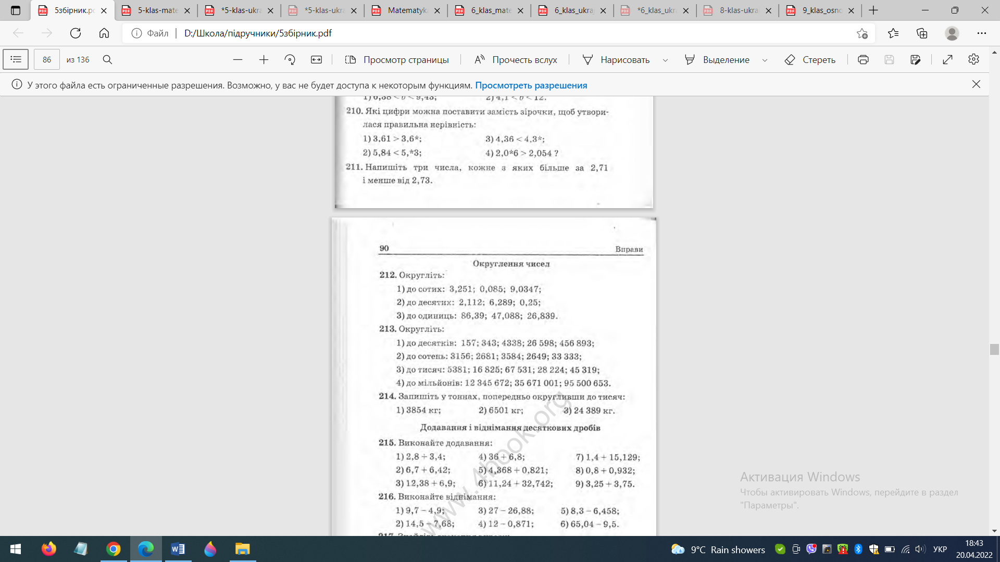 5збірник.pd
5-klas-mate
*5-klas-ukra
*5-klas-ukra
Matematyka
6_klas_mate
6_klas_ukra
*6_klas_ukra
8-klas-ukra
9_klas_osno
Файл | D:/Школа/підручники/5збірник.pdf
86 из 136
Просмотр страницы
Прочесть вслух
Нарисовать
Выделение
Стереть
У этого файла есть ограниченные разрешения. Возможно, у вас не будет доступа к некоторым функциям. Просмотреть разрешения
1) 6,38 < b < 9,43; 2) 4,1 < b < 12.
210. Які цифри можна поставити замість зірочки, щоб утвори-
лася правильна нерівність:
1) 3,61 > 3,6*; 3) 4,36 < 4,3*;
2) 5,84 < 5,*3; 4) 2,0*6 > 2,054 ?
211. Напишіть три числа, кожне з яких більше за 2,71
і менше від 2,73.
90 Вправи
Округлення чисел
212. Округліть:
1) до сотих: 3,251; 0,085; 9,0347;
2) до десятих: 2,112; 6,289; 0,25;
3) до одиниць: 86,39; 47,088; 26,839.
213. Округліть:
1) до десятків: 157; 343; 4338; 26 598; 456 893;
2) до сотень: 3156; 2681; 3584; 2649; 33 333;
3) до тисяч: 5381; 16 825; 67 531; 28 224; 45 319;
4) до мільйонів: 12 345 672; 35 671 001; 95 500 653.
214. Запишіть у тоннах, попередньо округливши до тисяч:
1) 3854 кг; 2) 6501 кг; 3) 24 389 кг.
Додавання і віднімання десяткових дробів
215. Виконайте додавання:
1) 2,8 + 3,4; 4) 36 + 6,8; 7) 1,4 + 15,129;
2) 6,7 + 6,42; 5) 4,368 + 0,821; 8) 0,8 + 0,932;
3) 12,38 + 6,9; 6) 11,24 + 32,742; 9) 3,25 + 3,75.
216. Виконайте віднімання:
1) 9,7 − 4,9; 3) 27 − 26,88; 5) 8,3 − 6,458;
2) 14,5 − 7,68; 4) 12 − 0,871; 6) 65,04 − 9,5.
www.4book.org
Активация Windows
Чтобы активировать Windows, перейдите в раздел
"Параметры".
9°C Rain showers
УКР
18:43
20.04.2022